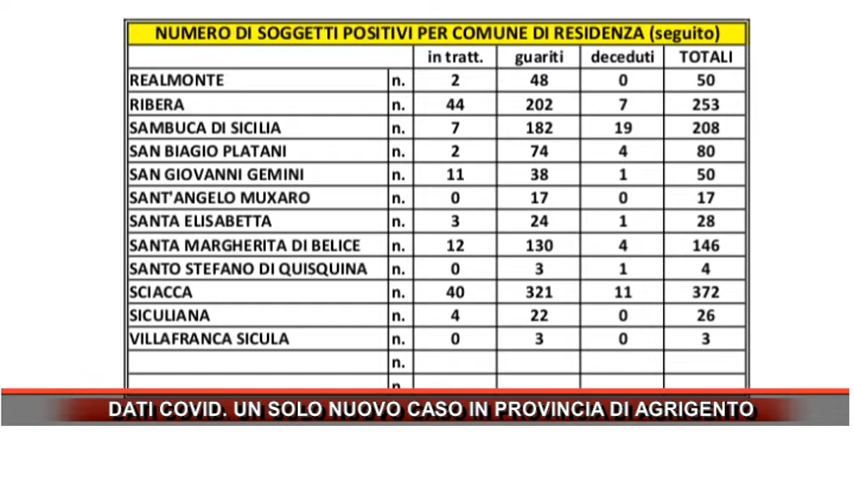 NUMERO DI SOGGETTI POSITIVI PER COMUNE DI RESIDENZA (seguito)
in tratt. guariti deceduti TOTALI
REALMONTE n. 2 48 0 50
RIBERA n. 44 202 7 253
SAMBUCA DI SICILIA n. 7 182 19 208
SAN BIAGIO PLATANI n. 2 74 4 80
SAN GIOVANNI GEMINI n. 11 38 1 50
SANT'ANGELO MUXARO n. 0 17 0 17
SANTA ELISABETTA n. 3 24 1 28
SANTA MARGHERITA DI BELICE n. 12 130 4 146
SANTO STEFANO DI QUISQUINA n. 0 3 1 4
SCIACCA n. 40 321 11 372
SICULIANA n. 4 22 0 26
VILLAFRANCA SICULA n. 0 3 0 3
n.
n.
DATI COVID. UN SOLO NUOVO CASO IN PROVINCIA DI AGRIGENTO